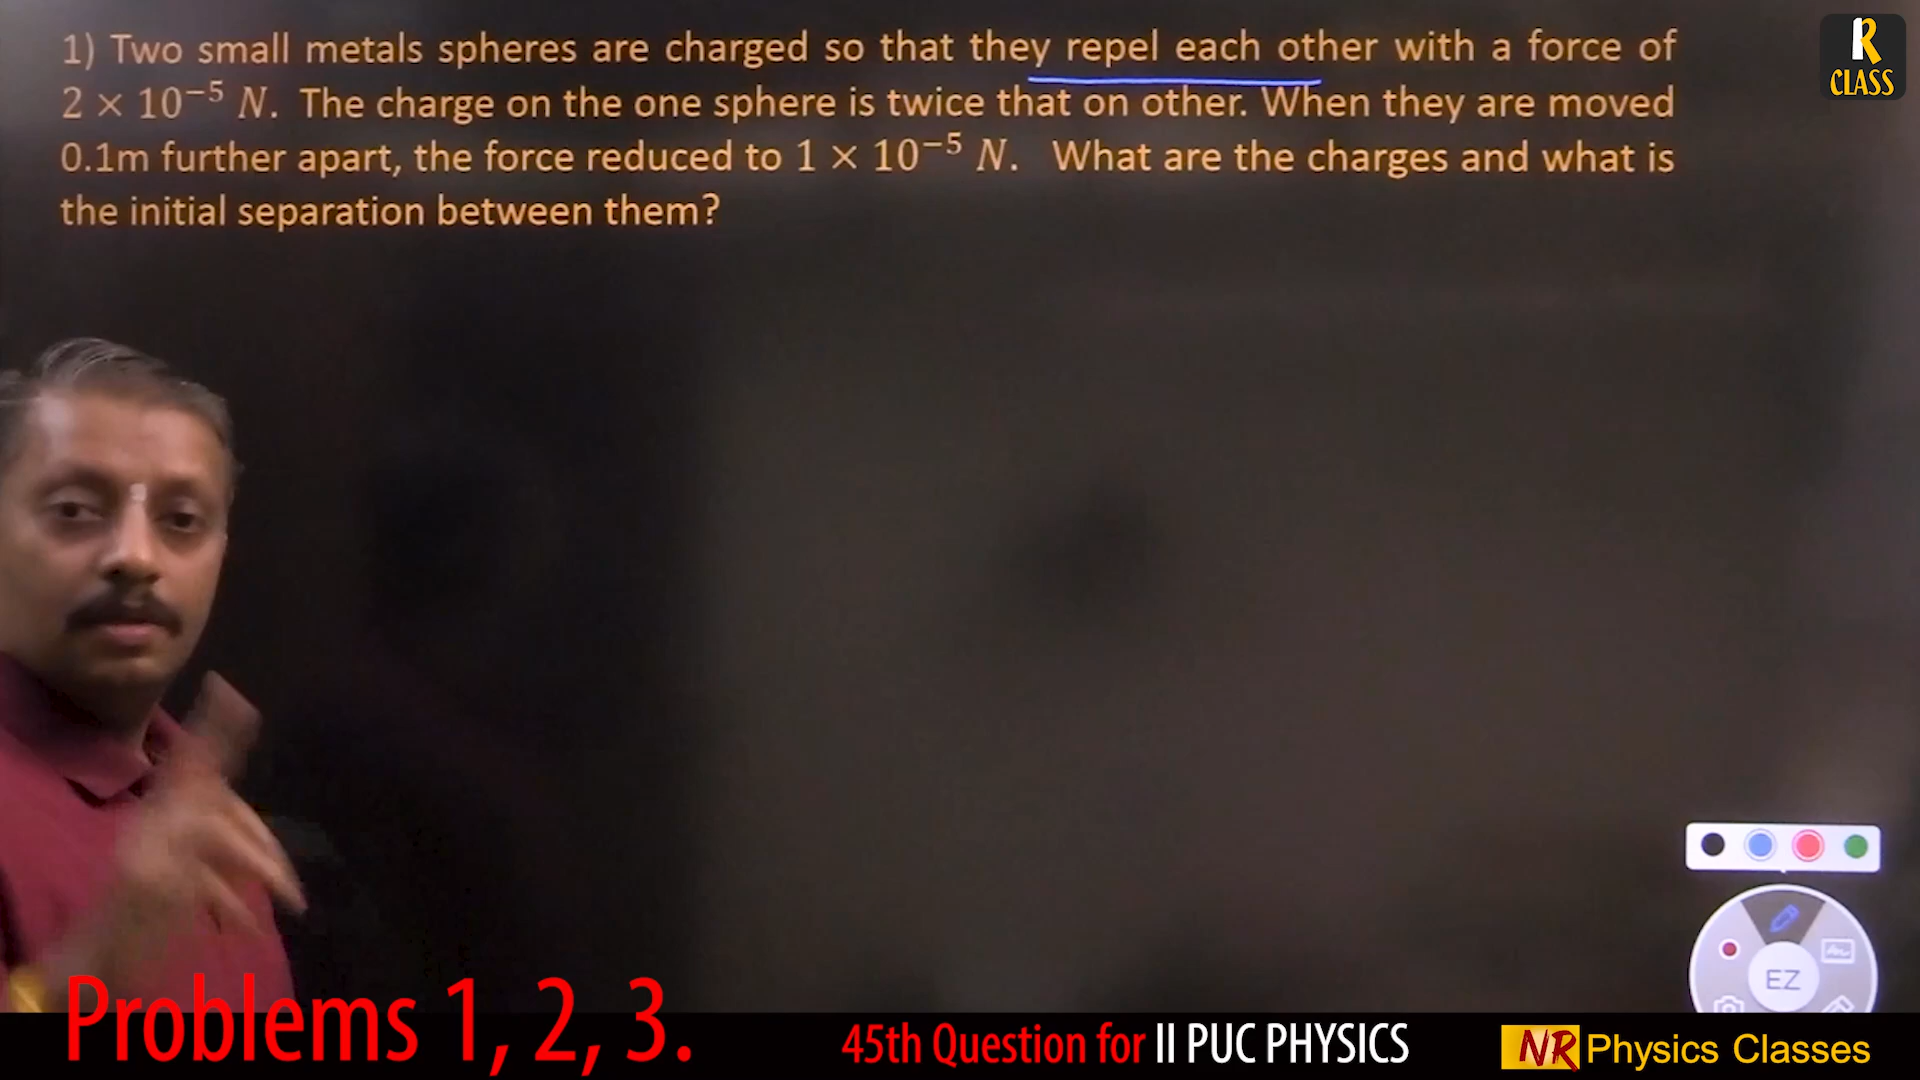 R
CLASS
1) Two small metals spheres are charged so that they repel each other with a force of
2 × 10⁻⁵ N. The charge on the one sphere is twice that on other. When they are moved
0.1m further apart, the force reduced to 1 × 10⁻⁵ N. What are the charges and what is
the initial separation between them?
EZ
Problems 1, 2, 3.
45th Question for II PUC PHYSICS
NR Physics Classes